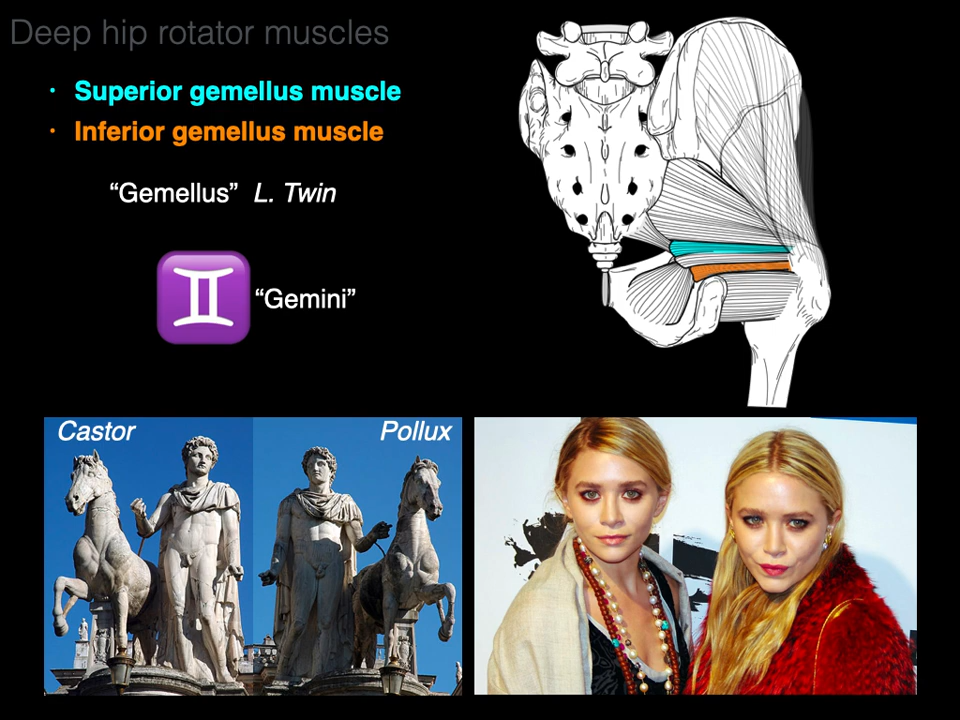 Deep hip rotator muscles
• Superior gemellus muscle
• Inferior gemellus muscle
“Gemellus” L. Twin
“Gemini”
Castor
Pollux